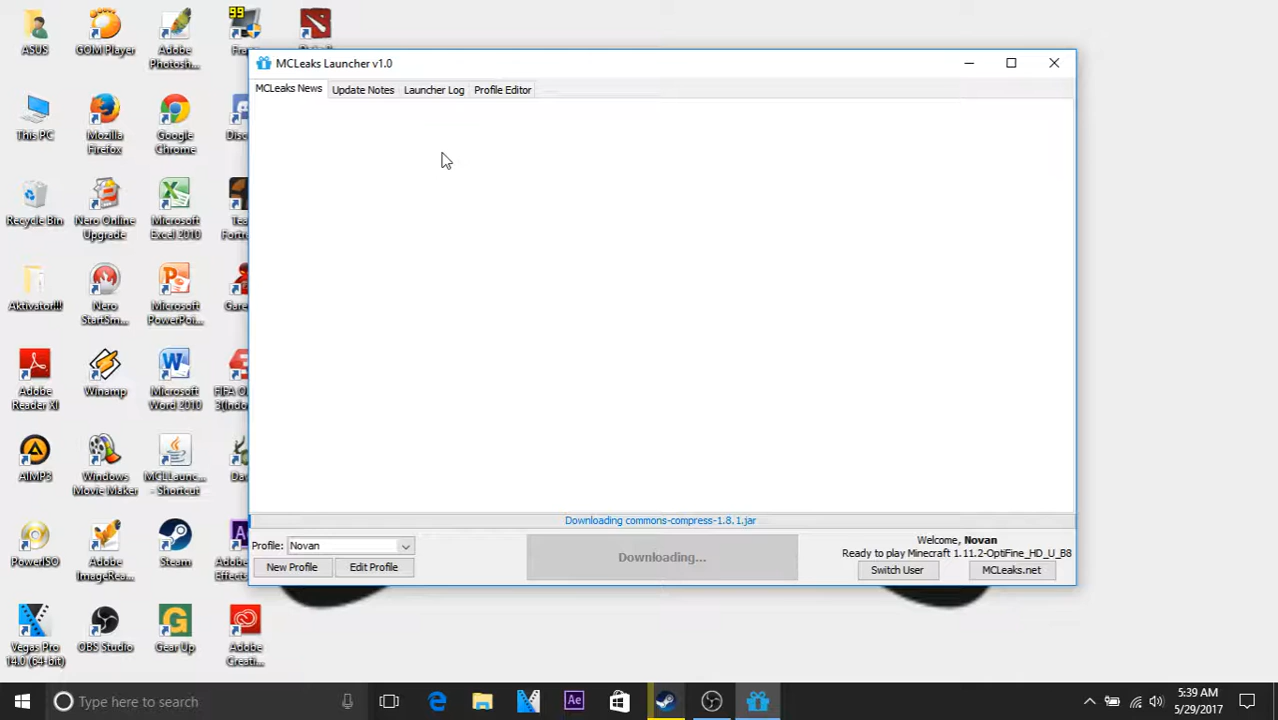 99
ASUS
GOM Player
Adobe
Photosh...
This PC
Mozilla
Firefox
Google
Chrome
Recycle Bin
Nero Online
Upgrade
Microsoft
Excel 2010
Aktivator!!!
Nero
StartSm...
Microsoft
PowerPoi...
Adobe
Reader XI
Winamp
Microsoft
Word 2010
AIMP3
Windows
Movie Maker
MCLLaunc...
- Shortcut
PowerISO
Adobe
ImageRea...
Steam
Vegas Pro
14.0 (64-bit)
OBS Studio
Gear Up
Adobe
Creati...
MCLeaks Launcher v1.0
MCLeaks News
Update Notes
Launcher Log
Profile Editor
Downloading commons-compress-1.8.1.jar
Profile:
Novan
New Profile
Edit Profile
Downloading...
Welcome, Novan
Ready to play Minecraft 1.11.2-OptiFine_HD_U_B8
Switch User
MCLeaks.net
Type here to search
5:39 AM
5/29/2017